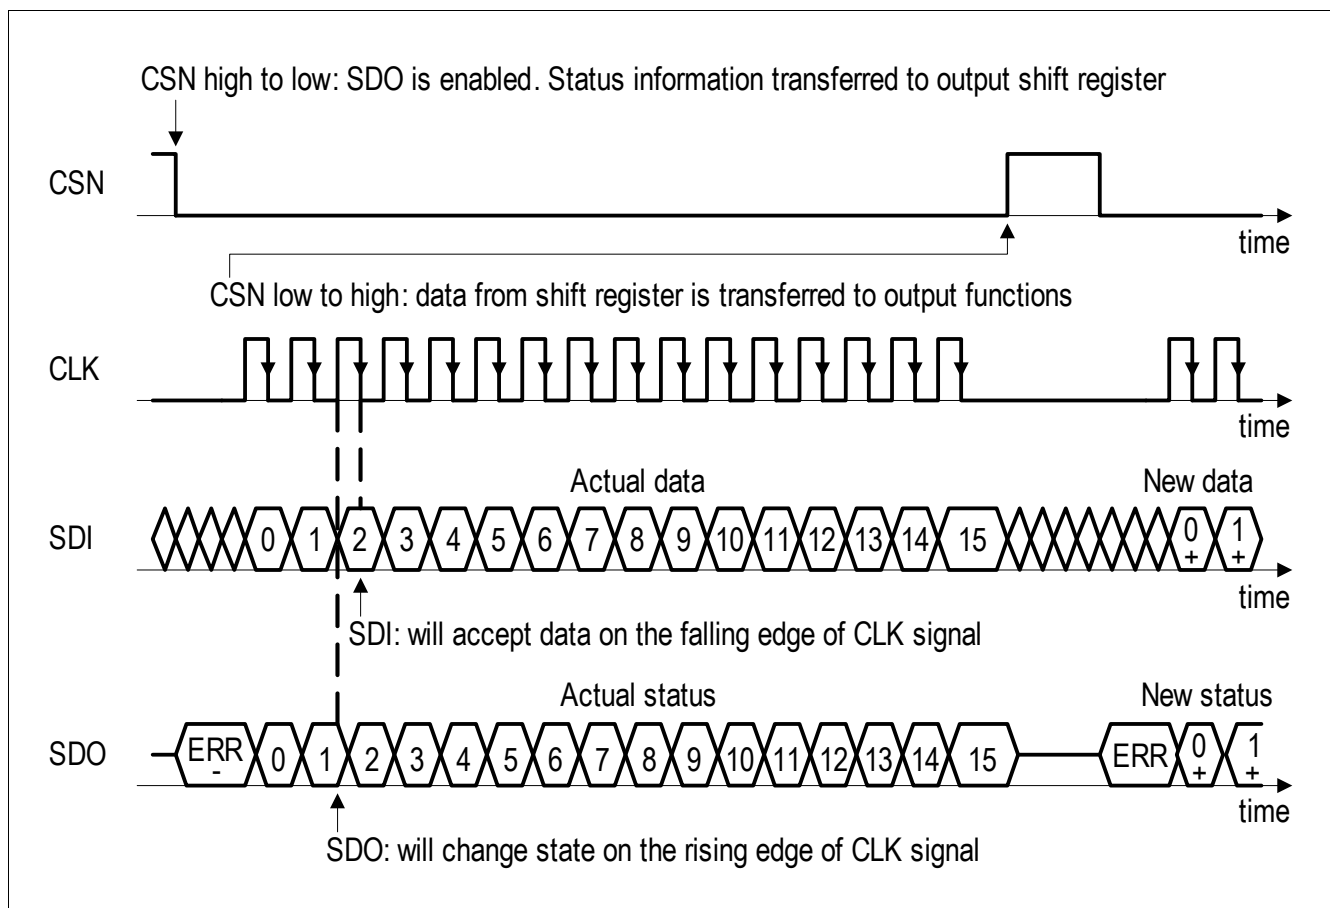 CSN high to low: SDO is enabled. Status information transferred to output shift register
CSN
time
CSN low to high: data from shift register is transferred to output functions
CLK
time
Actual data
New data
SDI
0 1 2 3 4 5 6 7 8 9 10 11 12 13 14 15 0+ 1+
time
SDI: will accept data on the falling edge of CLK signal
Actual status
New status
SDO
ERR - 0 1 2 3 4 5 6 7 8 9 10 11 12 13 14 15 ERR 0+ 1+
time
SDO: will change state on the rising edge of CLK signal